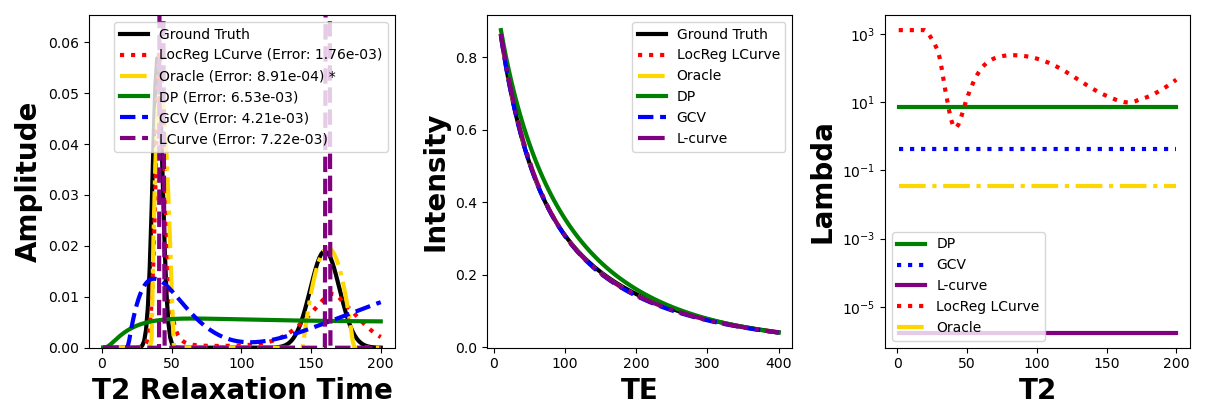 Amplitude
0.06
0.05
0.04
0.03
0.02
0.01
0.00
Ground Truth
LocReg LCurve (Error: 1.76e-03)
Oracle (Error: 8.91e-04) *
DP (Error: 6.53e-03)
GCV (Error: 4.21e-03)
LCurve (Error: 7.22e-03)
0 50 100 150 200
T2 Relaxation Time
Intensity
0.8
0.6
0.4
0.2
0.0
Ground Truth
LocReg LCurve
Oracle
DP
GCV
L-curve
0 100 200 300 400
TE
Lambda
10³
10¹
10⁻¹
10⁻³
10⁻⁵
DP
GCV
L-curve
LocReg LCurve
Oracle
0 50 100 150 200
T2